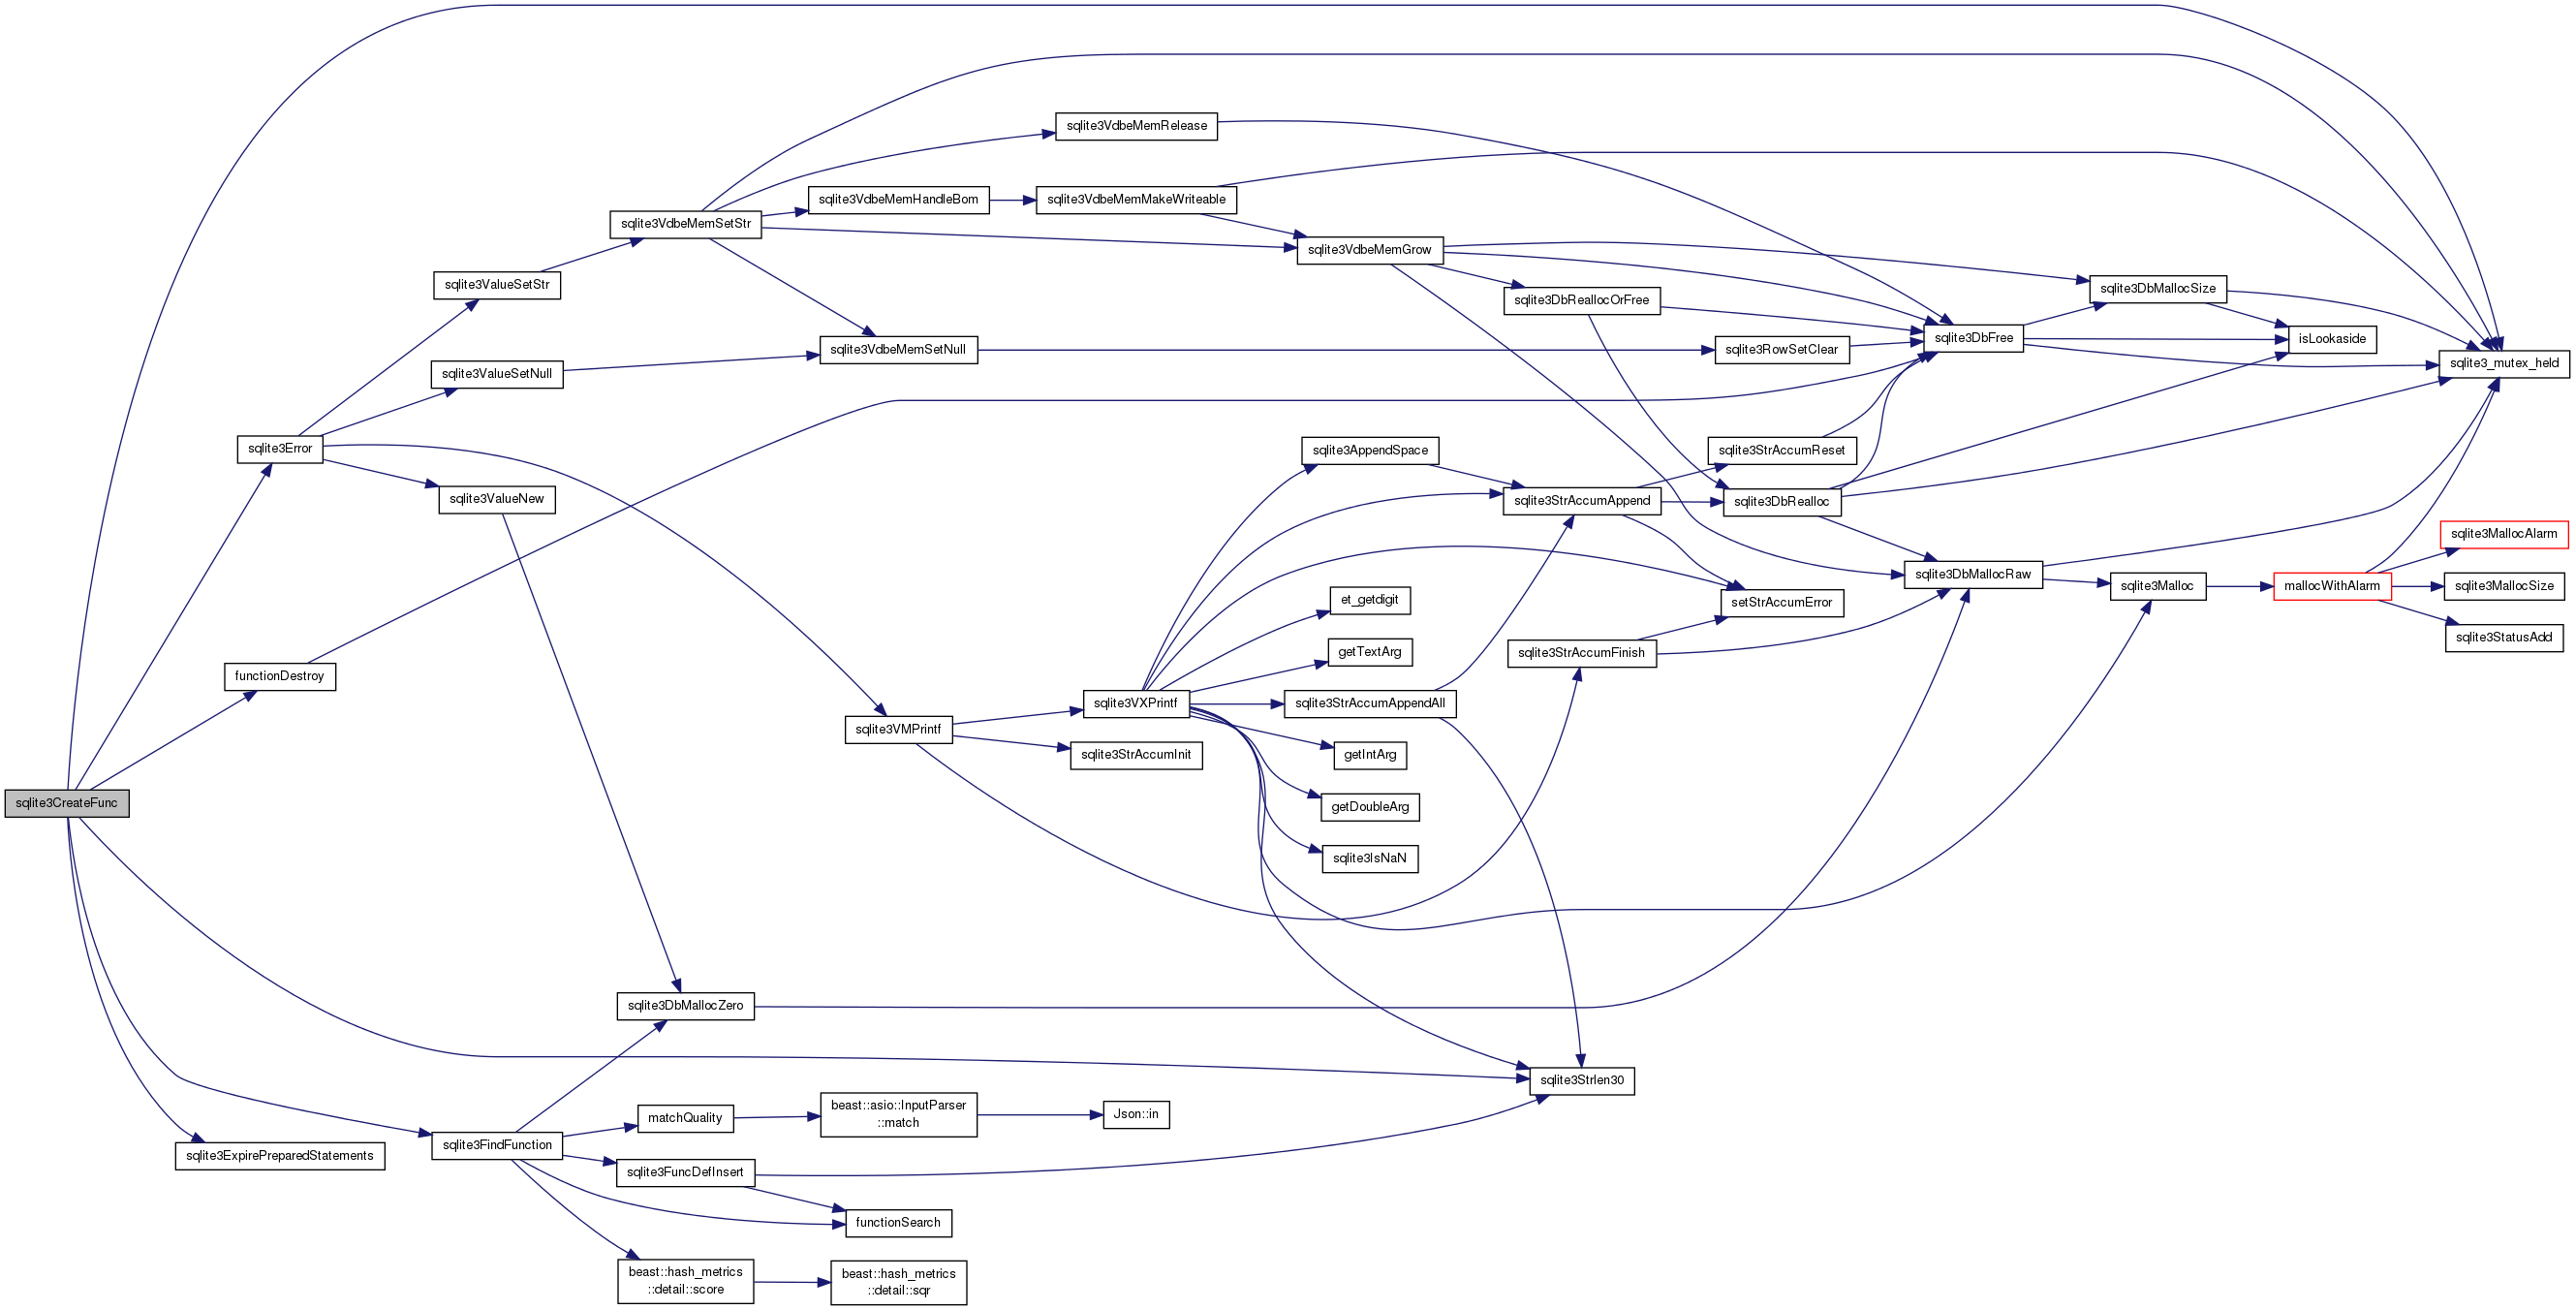 sqlite3CreateFunc
sqlite3Error
functionDestroy
sqlite3ExpirePreparedStatements
sqlite3ValueSetStr
sqlite3ValueSetNull
sqlite3ValueNew
sqlite3FindFunction
sqlite3VdbeMemSetStr
sqlite3DbMallocZero
matchQuality
sqlite3FuncDefInsert
beast::hash_metrics
::detail::score
sqlite3VdbeMemHandleBom
sqlite3VdbeMemSetNull
sqlite3VMPrintf
beast::asio::InputParser
::match
functionSearch
beast::hash_metrics
::detail::sqr
sqlite3VdbeMemRelease
sqlite3VdbeMemMakeWriteable
sqlite3VXPrintf
sqlite3StrAccumInit
Json::in
sqlite3VdbeMemGrow
sqlite3AppendSpace
et_getdigit
getTextArg
sqlite3StrAccumAppendAll
getIntArg
getDoubleArg
sqlite3IsNaN
sqlite3DbReallocOrFree
sqlite3StrAccumAppend
sqlite3StrAccumFinish
sqlite3Strlen30
sqlite3RowSetClear
sqlite3StrAccumReset
sqlite3DbRealloc
setStrAccumError
sqlite3DbFree
sqlite3DbMallocRaw
sqlite3DbMallocSize
sqlite3Malloc
isLookaside
mallocWithAlarm
sqlite3_mutex_held
sqlite3MallocAlarm
sqlite3MallocSize
sqlite3StatusAdd